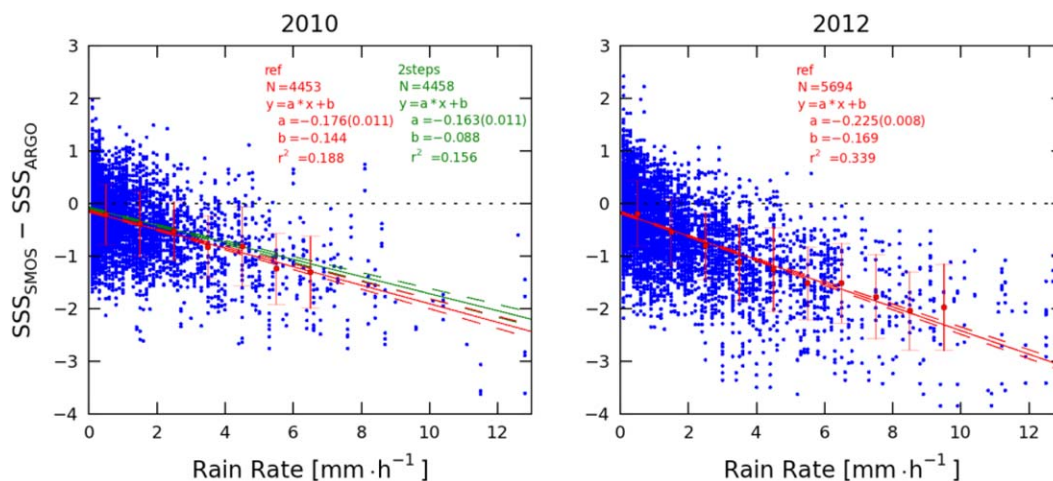 2010
3
2
1
0
−1
−2
−3
−4
SSS_SMOS − SSS_ARGO
ref
N=4453
y=a*x+b
a=−0.176(0.011)
b=−0.144
r² =0.188
2steps
N=4458
y=a*x+b
a=−0.163(0.011)
b=−0.088
r² =0.156
0 2 4 6 8 10 12
Rain Rate [mm·h⁻¹]
2012
3
2
1
0
−1
−2
−3
−4
ref
N=5694
y=a*x+b
a=−0.225(0.008)
b=−0.169
r² =0.339
0 2 4 6 8 10 12
Rain Rate [mm·h⁻¹]